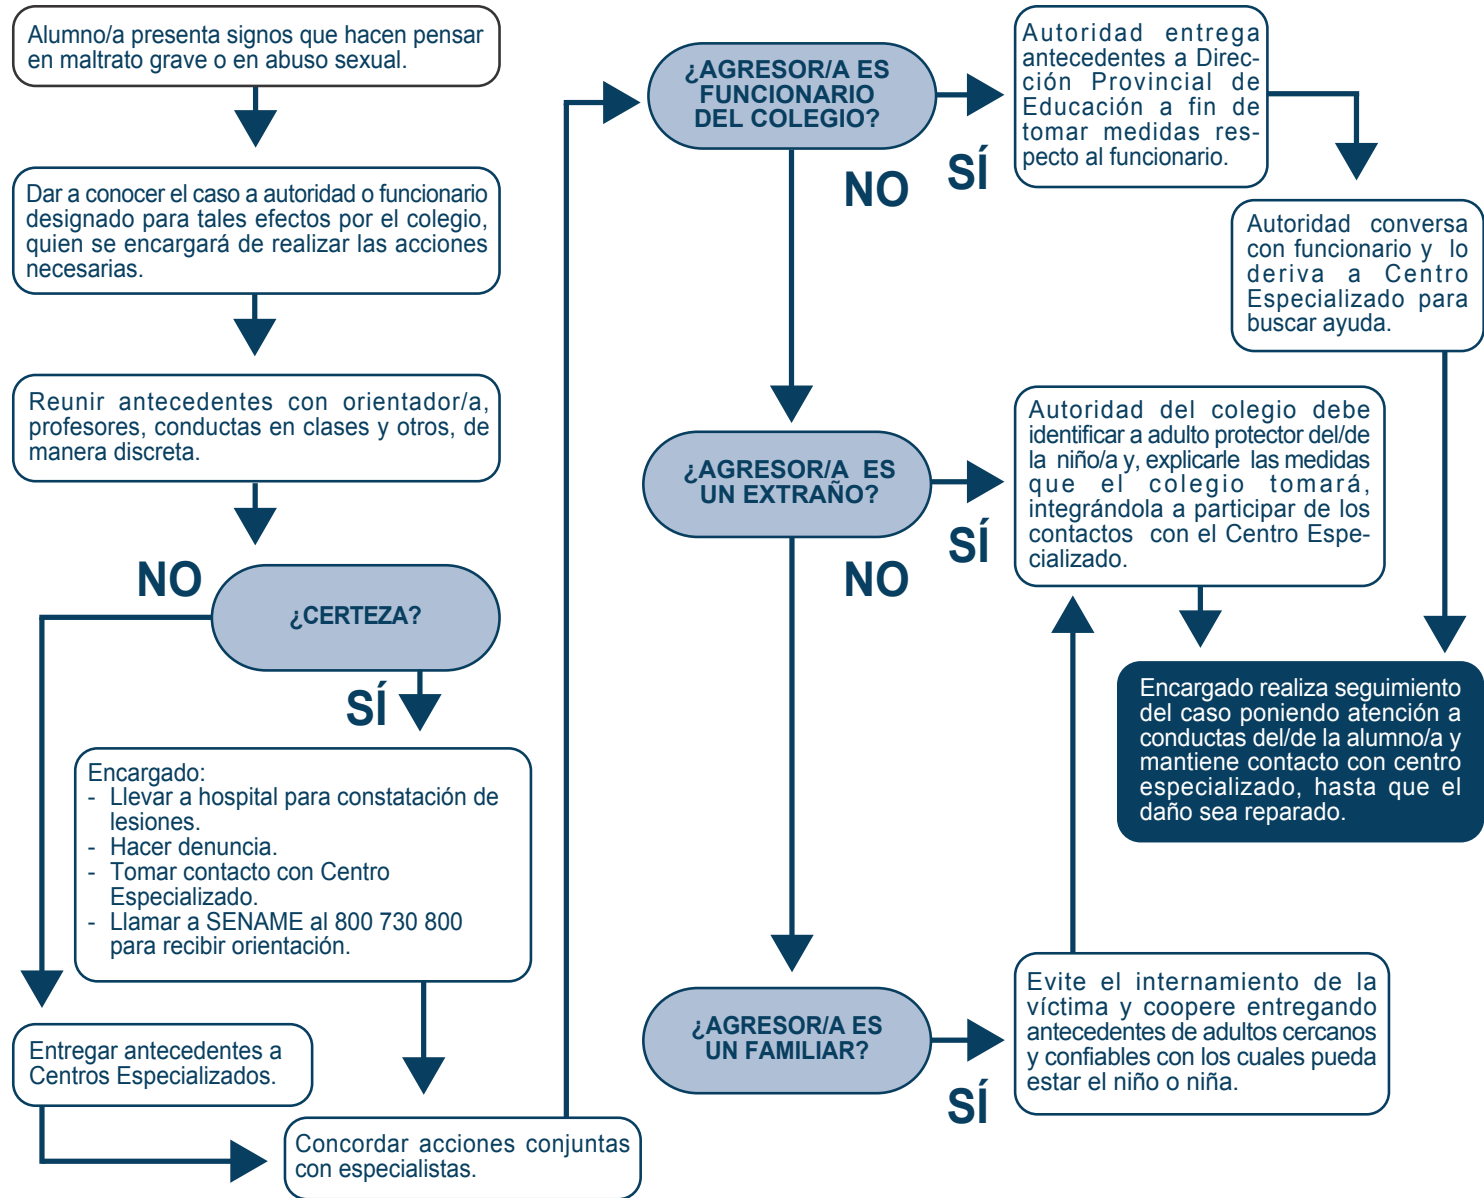 Alumno/a presenta signos que hacen pensar
en maltrato grave o en abuso sexual.
Dar a conocer el caso a autoridad o funcionario
designado para tales efectos por el colegio,
quien se encargará de realizar las acciones
necesarias.
Reunir antecedentes con orientador/a,
profesores, conductas en clases y otros, de
manera discreta.
NO
¿CERTEZA?
SÍ
Encargado:
- Llevar a hospital para constatación de
lesiones.
- Hacer denuncia.
- Tomar contacto con Centro
Especializado.
- Llamar a SENAME al 800 730 800
para recibir orientación.
Entregar antecedentes a
Centros Especializados.
Concordar acciones conjuntas
con especialistas.
¿AGRESOR/A ES
FUNCIONARIO
DEL COLEGIO?
NO
SÍ
Autoridad entrega
antecedentes a Direc-
ción Provincial de
Educación a fin de
tomar medidas res-
pecto al funcionario.
Autoridad conversa
con funcionario y lo
deriva a Centro
Especializado para
buscar ayuda.
¿AGRESOR/A ES
UN EXTRAÑO?
NO
SÍ
Autoridad del colegio debe
identificar a adulto protector del/de
la niño/a y, explicarle las medidas
que el colegio tomará,
integrándola a participar de los
contactos con el Centro Espe-
cializado.
Encargado realiza seguimiento
del caso poniendo atención a
conductas del/de la alumno/a y
mantiene contacto con centro
especializado, hasta que el
daño sea reparado.
¿AGRESOR/A ES
UN FAMILIAR?
SÍ
Evite el internamiento de la
víctima y coopere entregando
antecedentes de adultos cercanos
y confiables con los cuales pueda
estar el niño o niña.